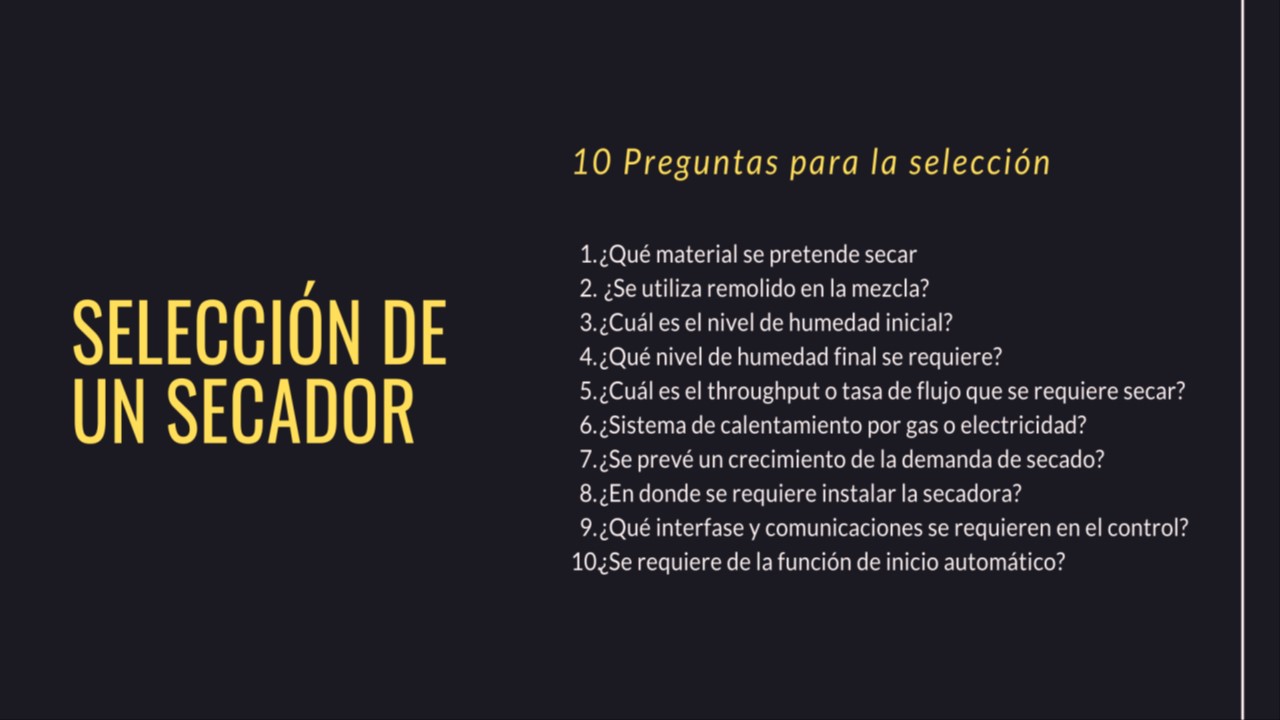 SELECCIÓN DE
UN SECADOR
10 Preguntas para la selección
1.¿Qué material se pretende secar
2. ¿Se utiliza remolido en la mezcla?
3.¿Cuál es el nivel de humedad inicial?
4.¿Qué nivel de humedad final se requiere?
5.¿Cuál es el throughput o tasa de flujo que se requiere secar?
6.¿Sistema de calentamiento por gas o electricidad?
7.¿Se prevé un crecimiento de la demanda de secado?
8.¿En donde se requiere instalar la secadora?
9.¿Qué interfase y comunicaciones se requieren en el control?
10¿Se requiere de la función de inicio automático?